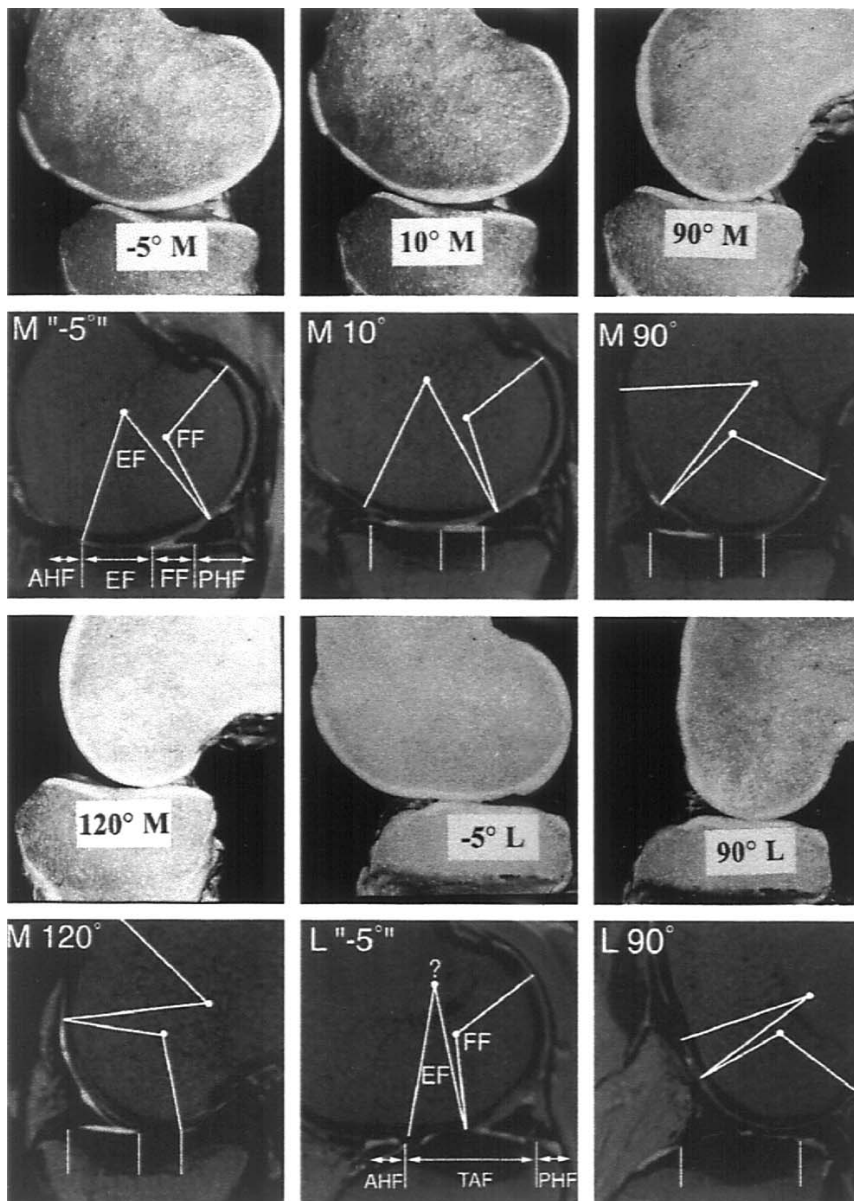 -5° M
10° M
90° M
M "-5°"
M 10°
M 90°
FF
EF
AHF EF FF PHF
120° M
-5° L
90° L
M 120°
L "-5°"
L 90°
?
FF
EF
AHF TAF PHF